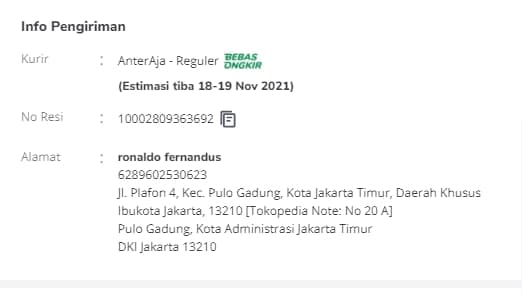 Info Pengiriman
Kurir : AnterAja - Reguler BEBAS ONGKIR
(Estimasi tiba 18-19 Nov 2021)
No Resi : 10002809363692
Alamat : ronaldo fernandus
6289602530623
Jl. Plafon 4, Kec. Pulo Gadung, Kota Jakarta Timur, Daerah Khusus
Ibukota Jakarta, 13210 [Tokopedia Note: No 20 A]
Pulo Gadung, Kota Administrasi Jakarta Timur
DKI Jakarta 13210